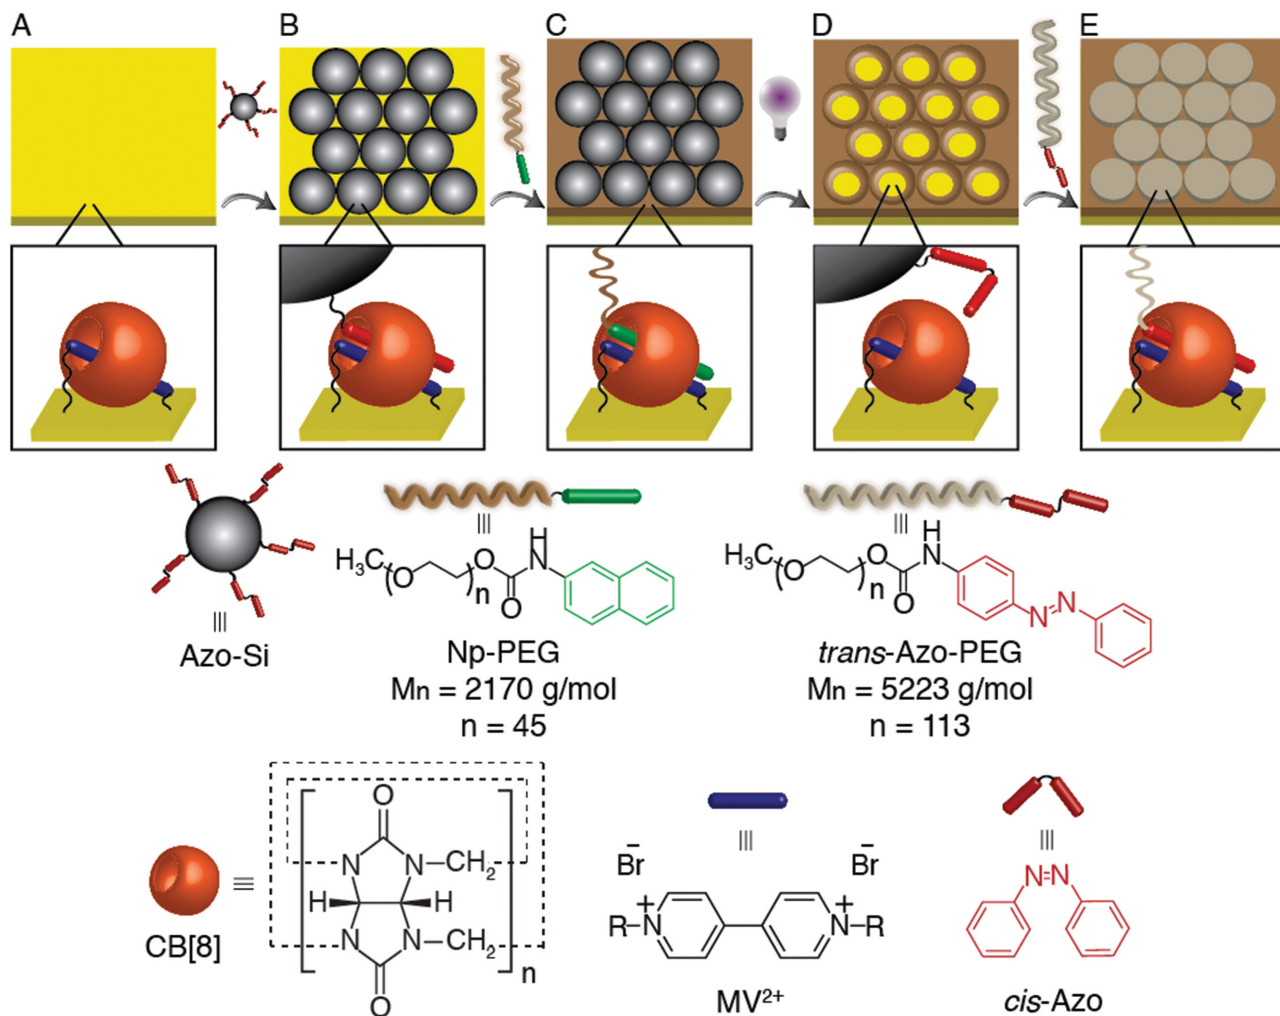 A B C D E
H
H₃C
O
O
N
O
n
H
H₃C
O
O
N
O
n
N=N
Azo-Si
Np-PEG
Mn = 2170 g/mol
n = 45
trans-Azo-PEG
Mn = 5223 g/mol
n = 113
CB[8]
O
N
N
CH₂
H
H
N
N
CH₂
O
n
Br⁻
Br⁻
R
N⁺
N⁺
R
MV²⁺
N=N
cis-Azo